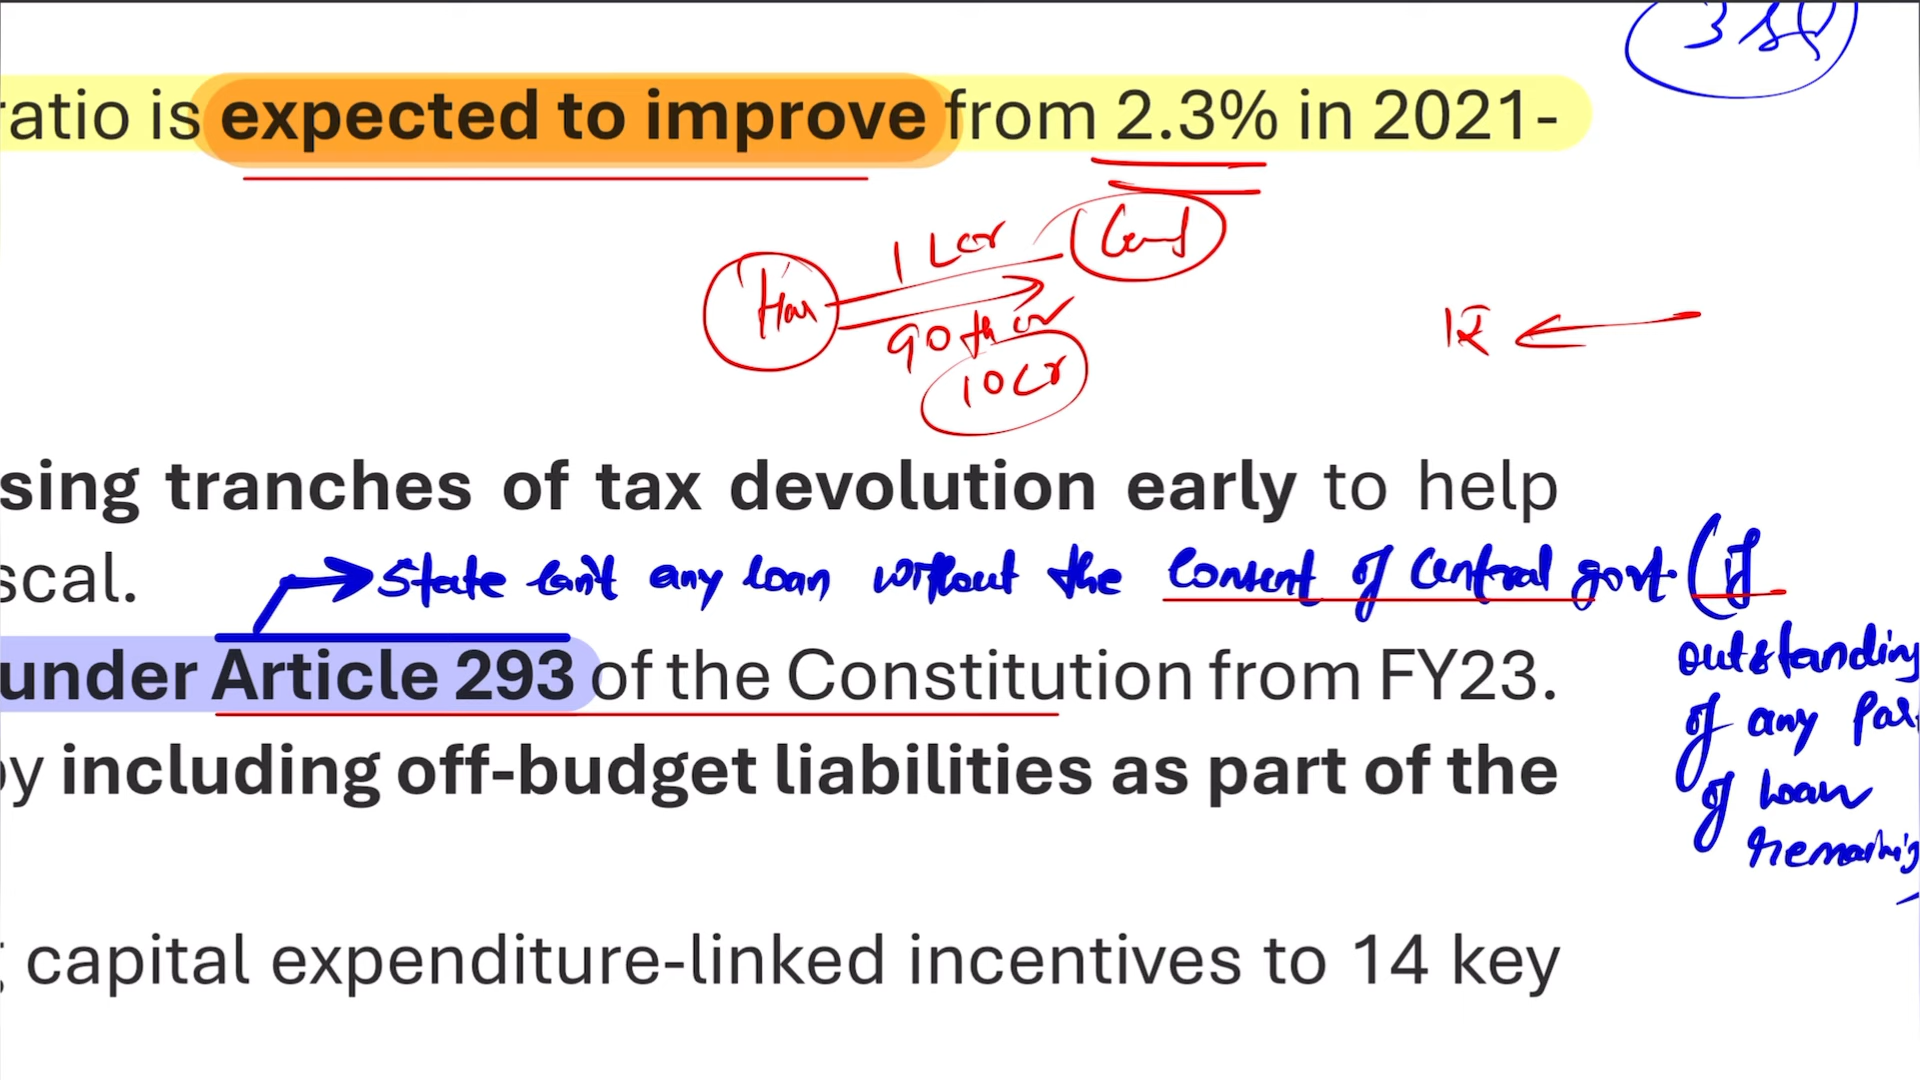 ratio is expected to improve from 2.3% in 2021-
1 Lcr
Har
90 th cr
10 Cr
1₹
sing tranches of tax devolution early to help
scal.
State can't any loan without the consent of Central govt. (if
outstanding
of any par
of loan
remaining
under Article 293 of the Constitution from FY23.
by including off-budget liabilities as part of the
capital expenditure-linked incentives to 14 key